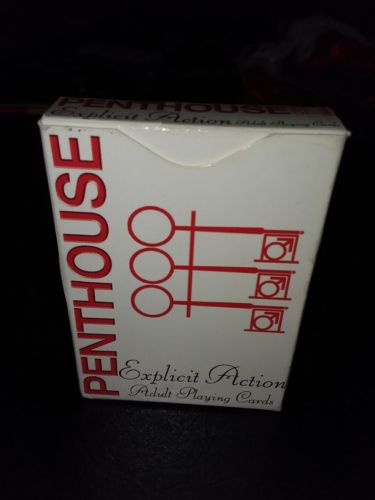 PENTHOUSE
Explicit Action Adult Playing Cards
PENTHOUSE
Explicit Action
Adult Playing Cards